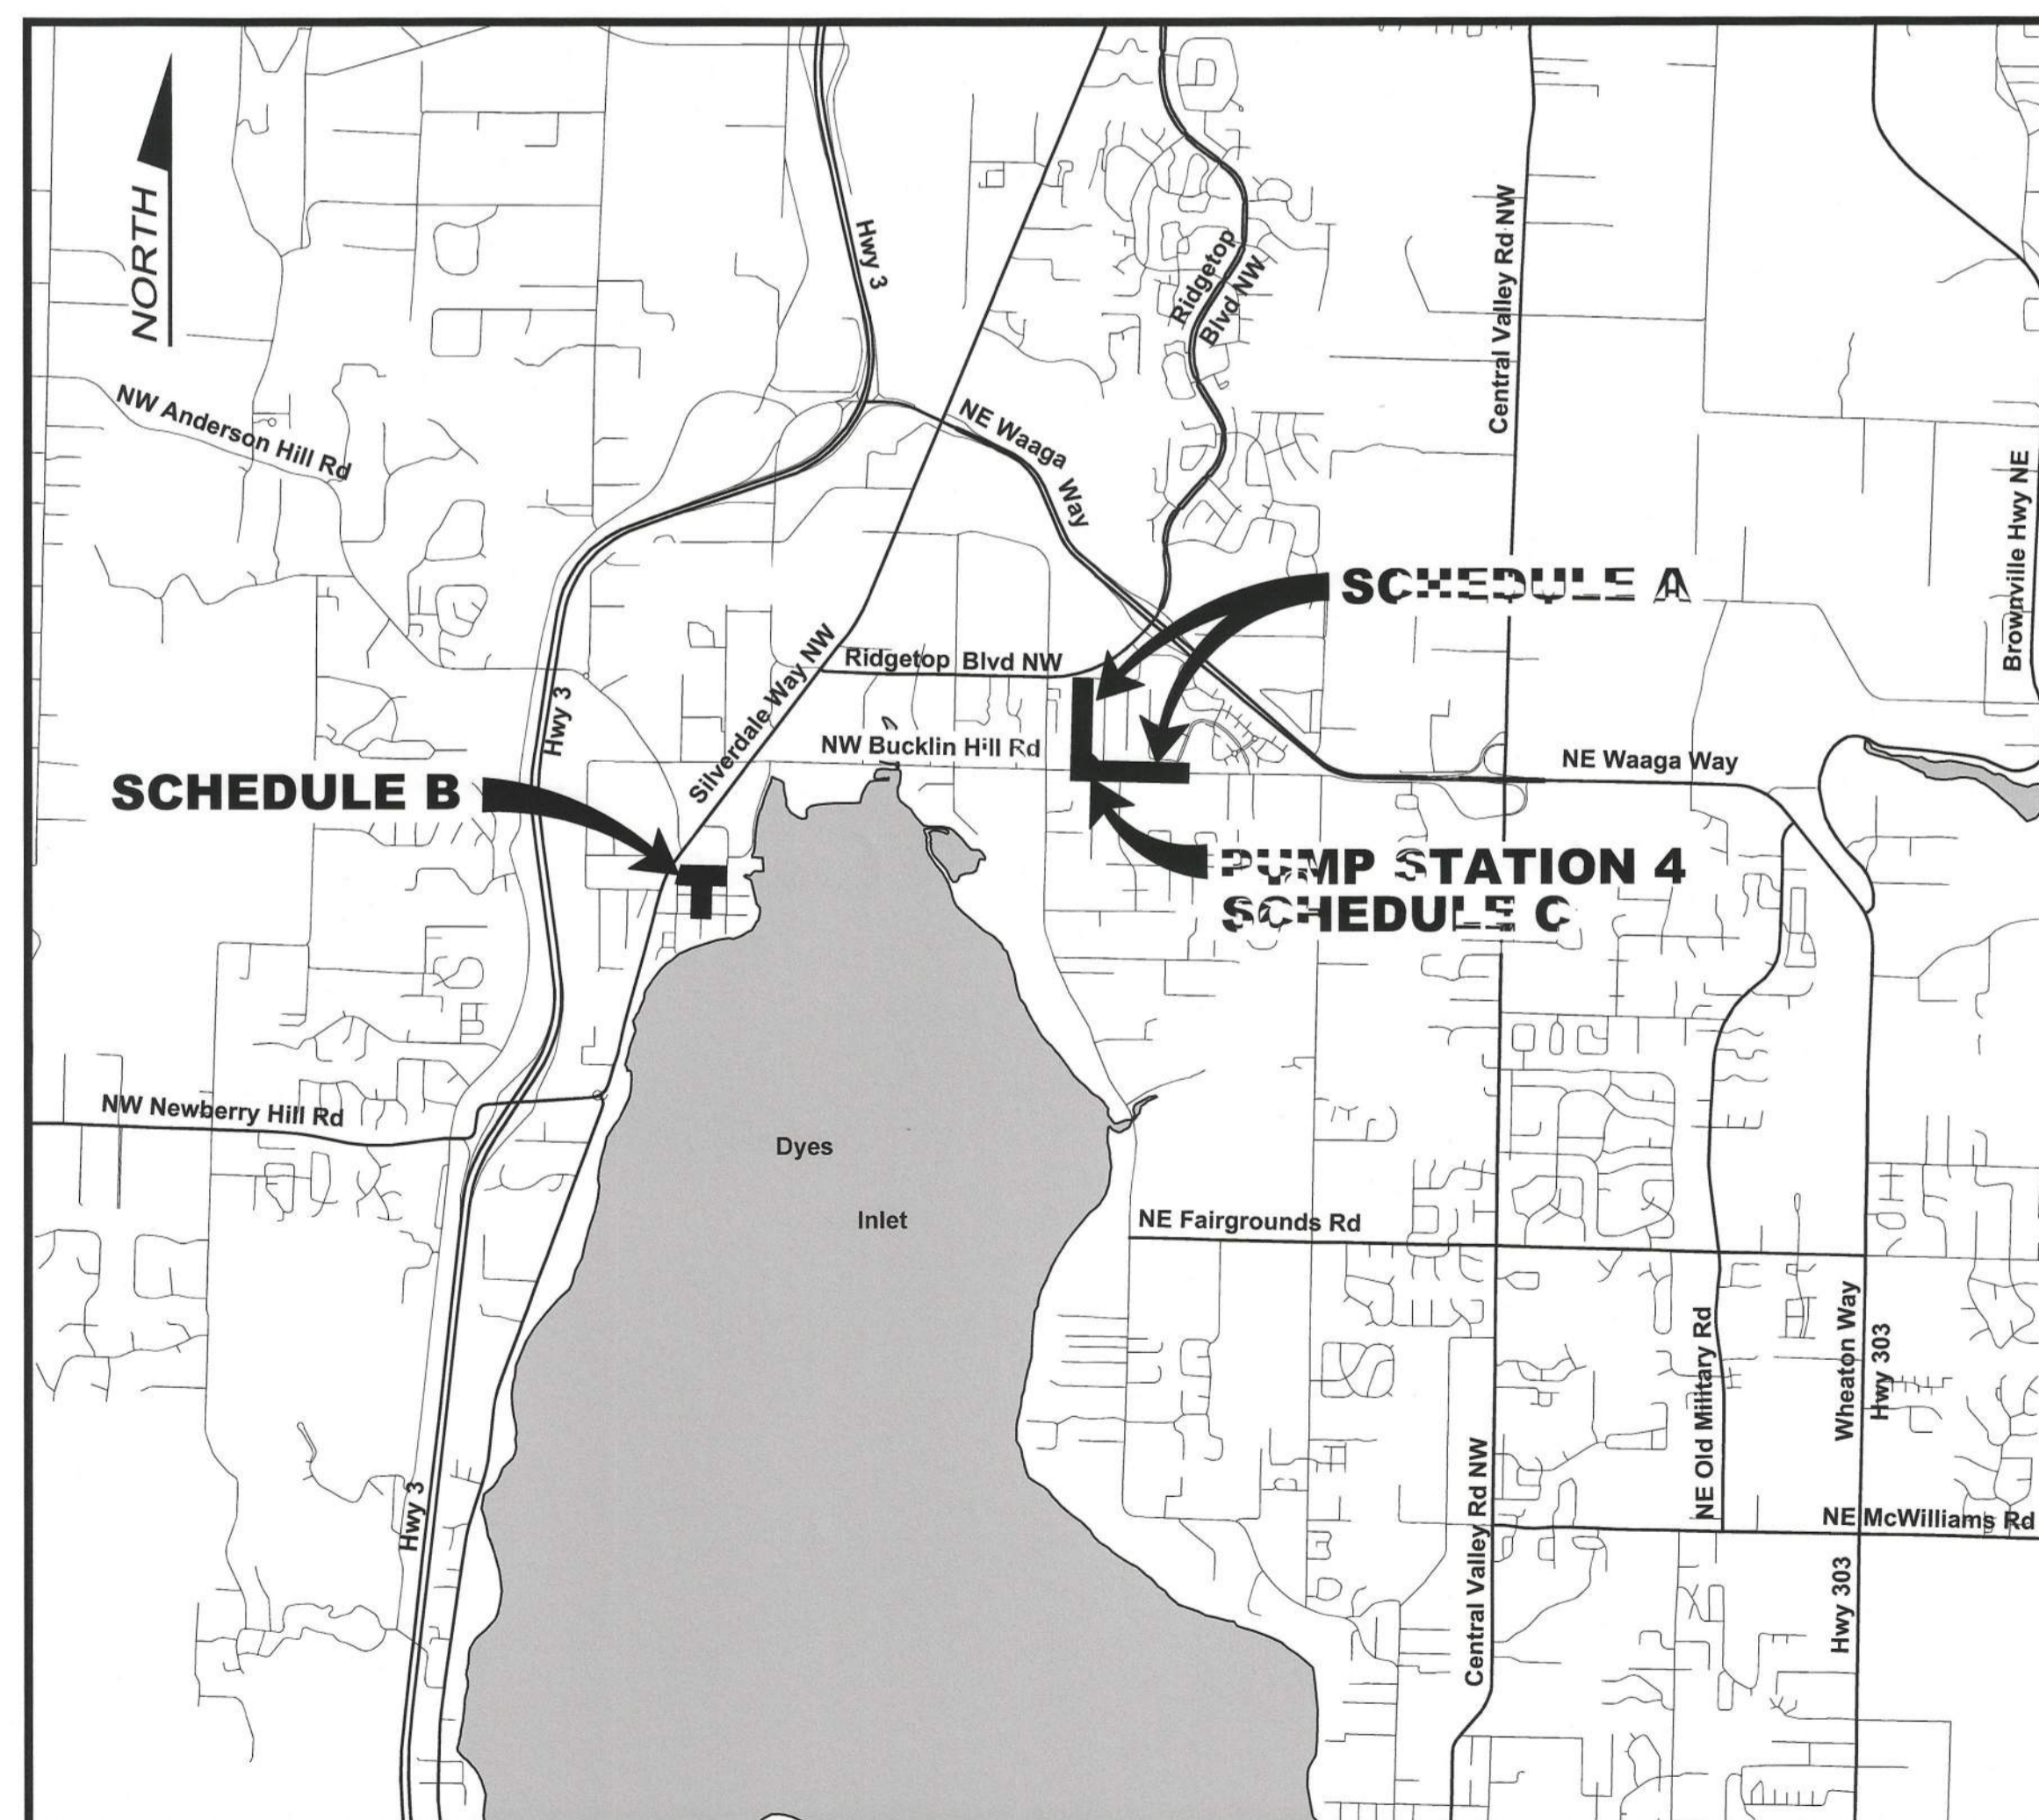 NORTH
Hwy 3
Ridgetop
Blvd NW
Central Valley Rd NW
NW Anderson Hill Rd
NE Waaga
Way
Brownville Hwy NE
SCHEDULE A
Ridgetop Blvd NW
Silverdale Way NW
Hwy 3
NW Bucklin Hill Rd
NE Waaga Way
SCHEDULE B
PUMP STATION 4
SCHEDULE C
NW Newberry Hill Rd
Dyes
Inlet
NE Fairgrounds Rd
Wheaton Way
Hwy 303
NE Old Military Rd
Central Valley Rd NW
Hwy 3
NE McWilliams Rd
Hwy 303